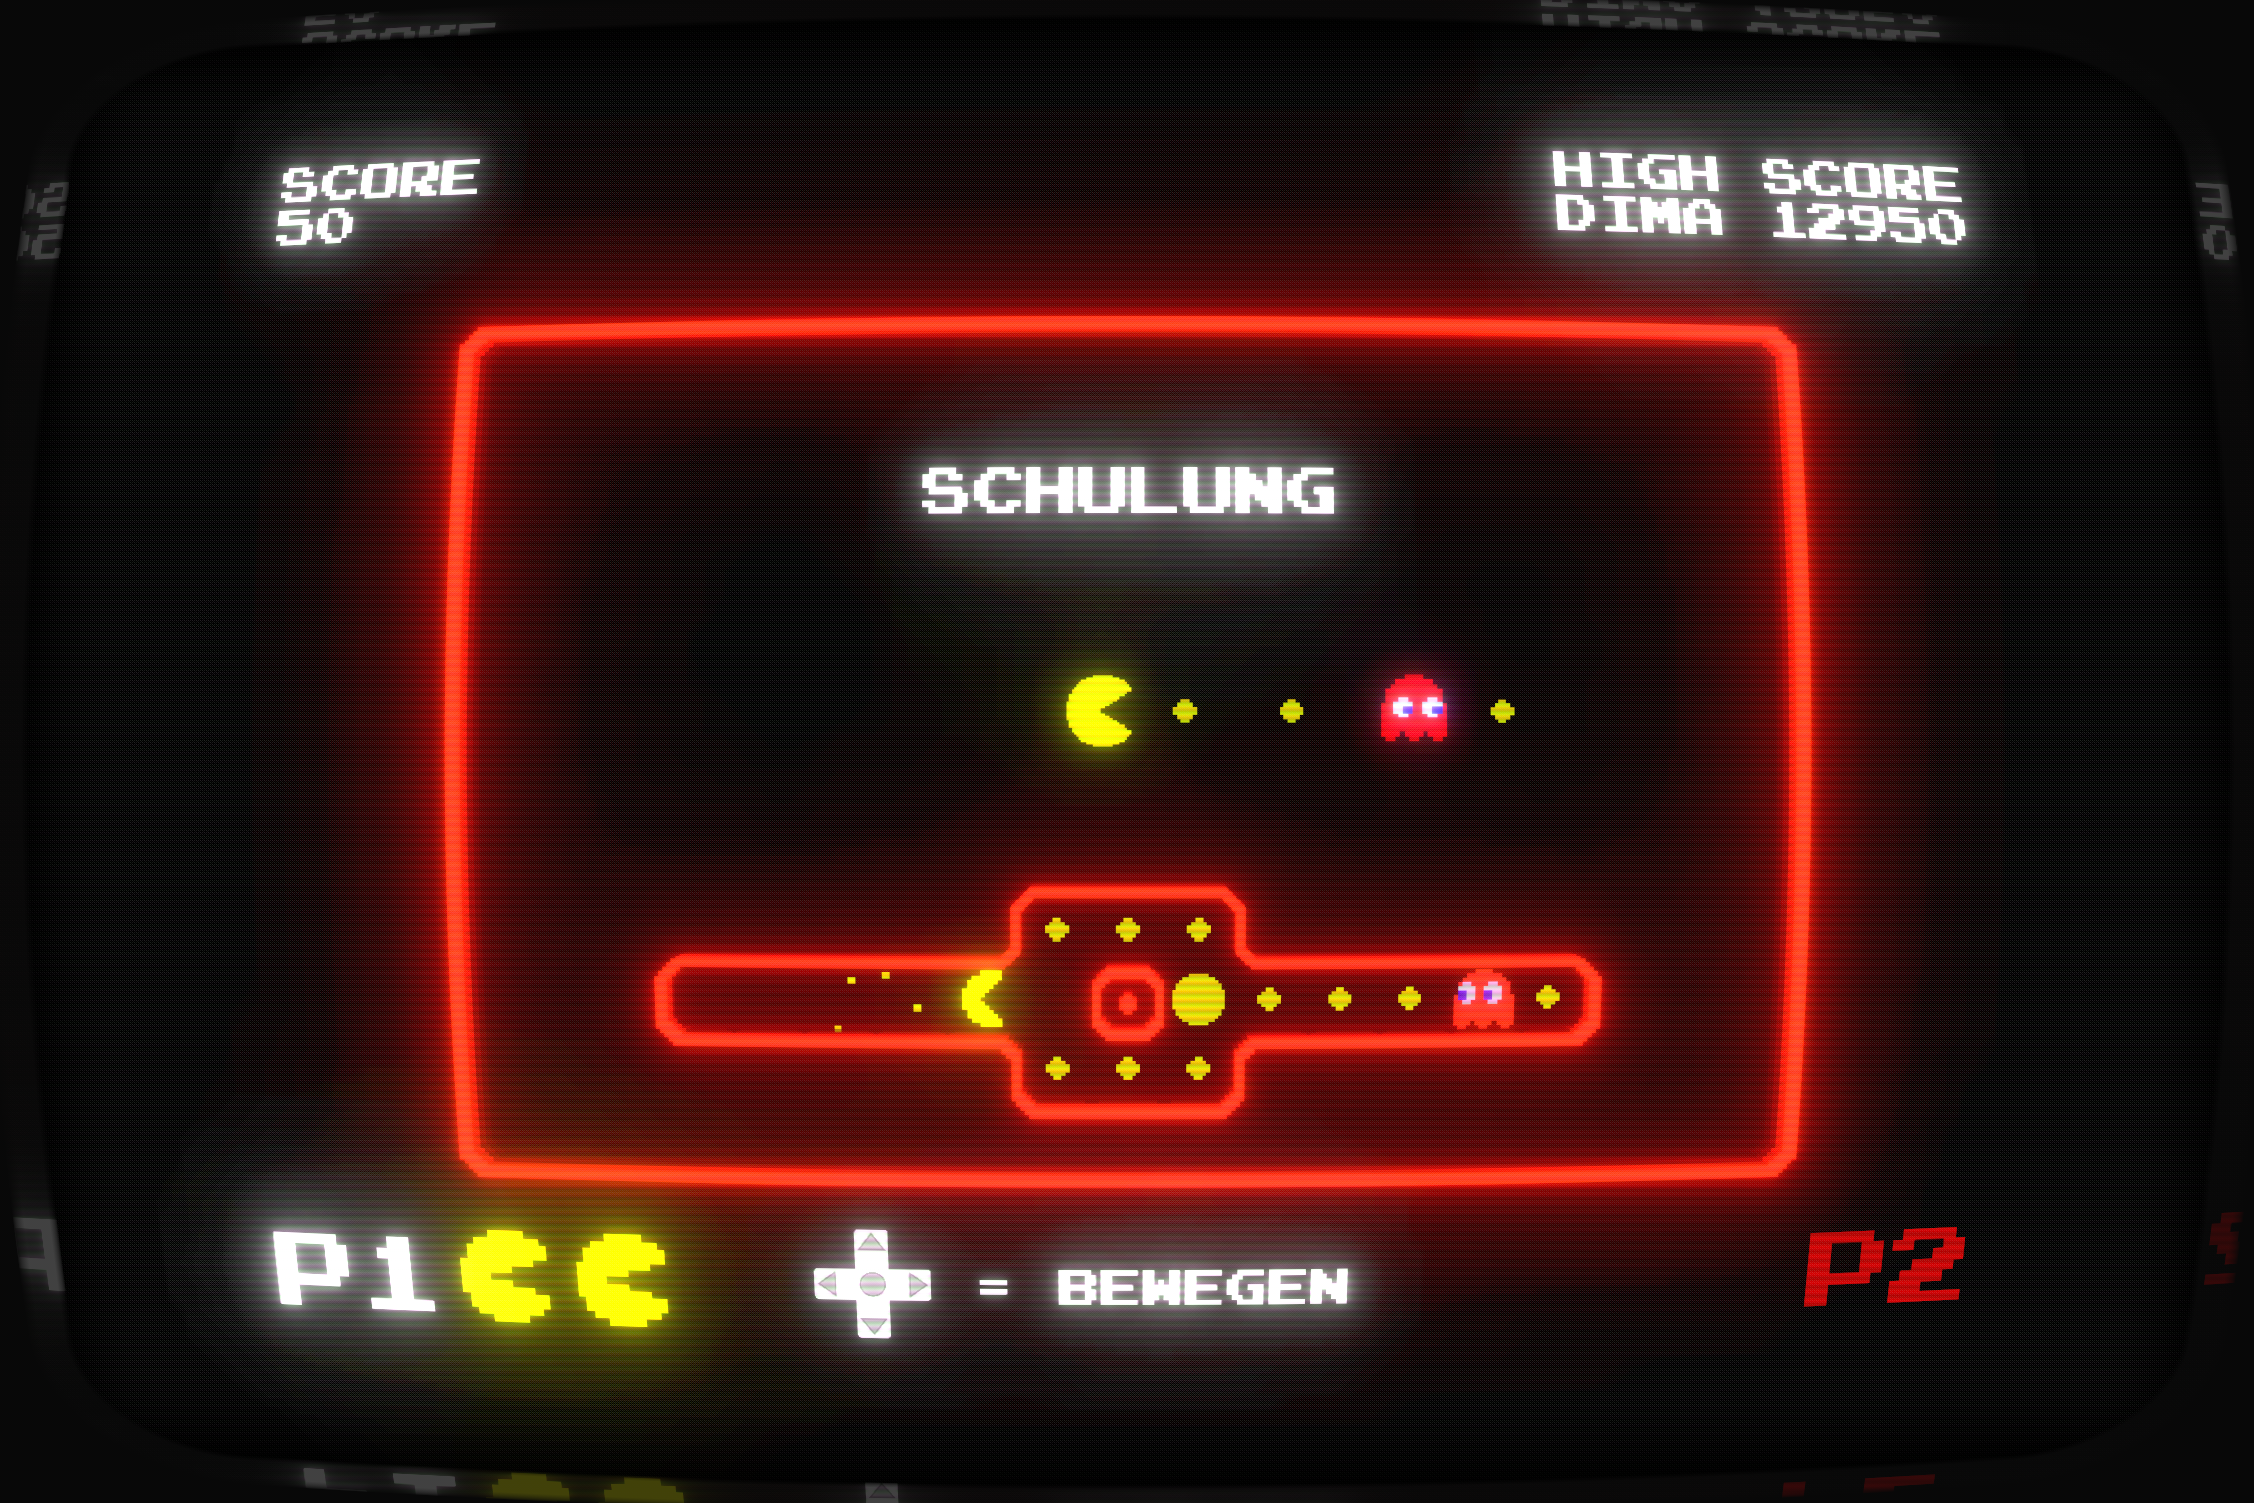 SCORE
50
HIGH SCORE
DIMA 12950
SCHULUNG
P1
= BEWEGEN
P2